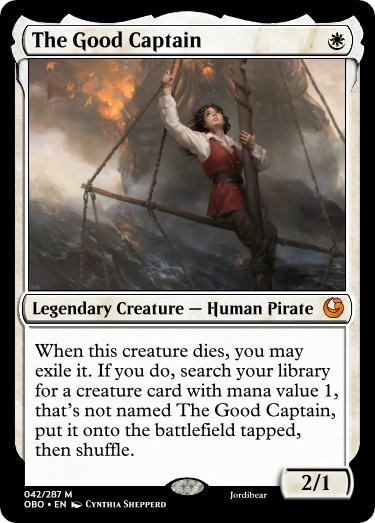 The Good Captain
Legendary Creature — Human Pirate
When this creature dies, you may
exile it. If you do, search your library
for a creature card with mana value 1,
that's not named The Good Captain,
put it onto the battlefield tapped,
then shuffle.
2/1
042/287 M
OBO • EN Cynthia Shepperd
Jordibear